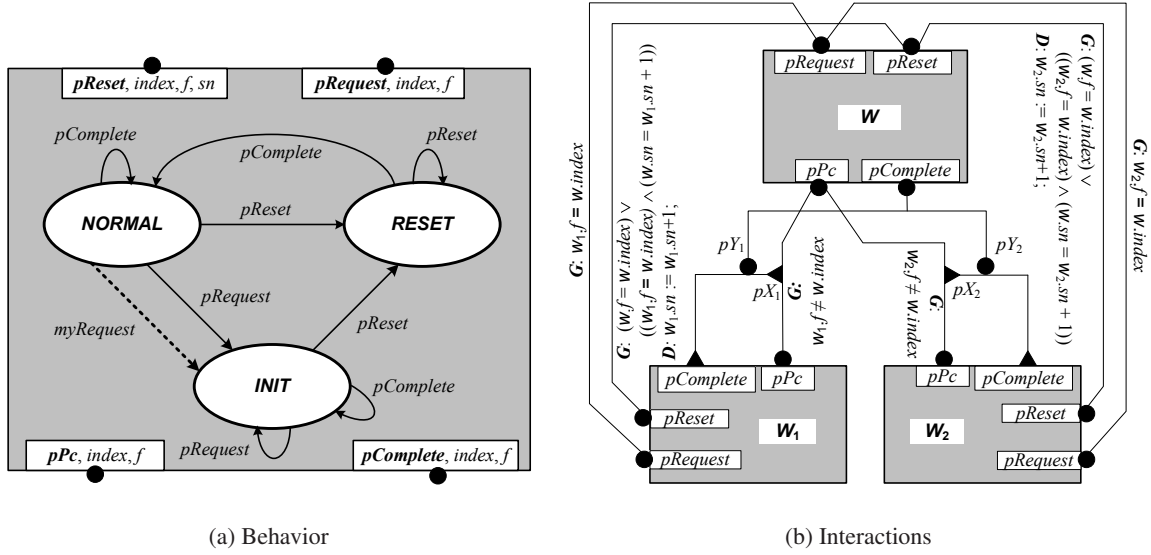 pReset, index, f, sn
pRequest, index, f
pComplete
pReset
pComplete
NORMAL
RESET
pReset
pRequest
myRequest
pReset
INIT
pComplete
pRequest
pPc, index, f
pComplete, index, f
(a) Behavior
pRequest
pReset
W
pPc
pComplete
G: w₁.f = w.index
G: (w.f = w.index) ∨
((w₁.f = w.index) ∧ (w.sn = w₁.sn + 1))
D: w₁.sn := w₁.sn+1;
pY₁
pX₁
G:
w₁.f ≠ w.index
w₂.f ≠ w.index
G:
pY₂
pX₂
G: (w.f = w.index) ∨
((w₂.f = w.index) ∧ (w.sn = w₂.sn + 1))
D: w₂.sn := w₂.sn+1;
G: w₂.f = w.index
pComplete
pPc
pReset
W₁
pRequest
pPc
pComplete
pReset
W₂
pRequest
(b) Interactions